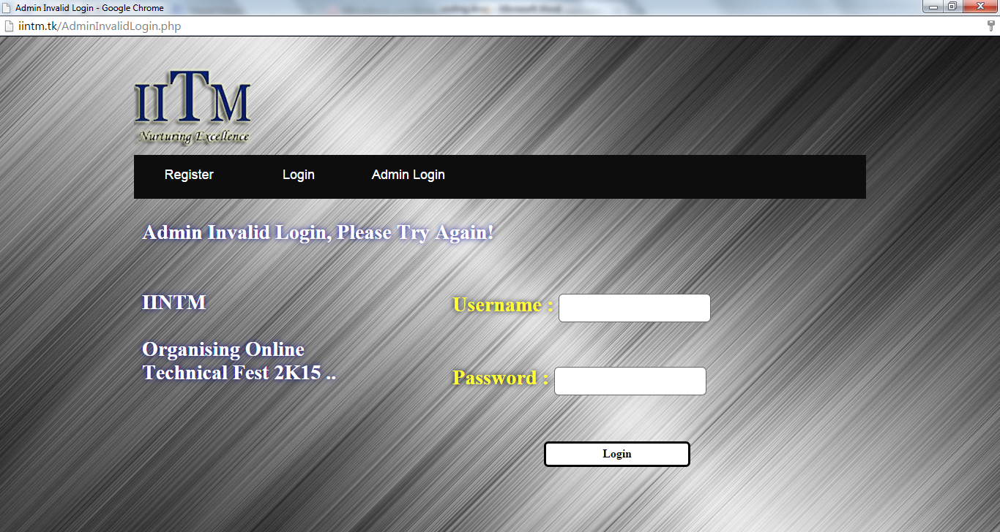 Admin Invalid Login - Google Chrome
iintm.tk/AdminInvalidLogin.php
IITM
Nurturing Excellence
Register Login Admin Login
Admin Invalid Login, Please Try Again!
IINTM
Username :
Organising Online
Technical Fest 2K15 ..
Password :
Login